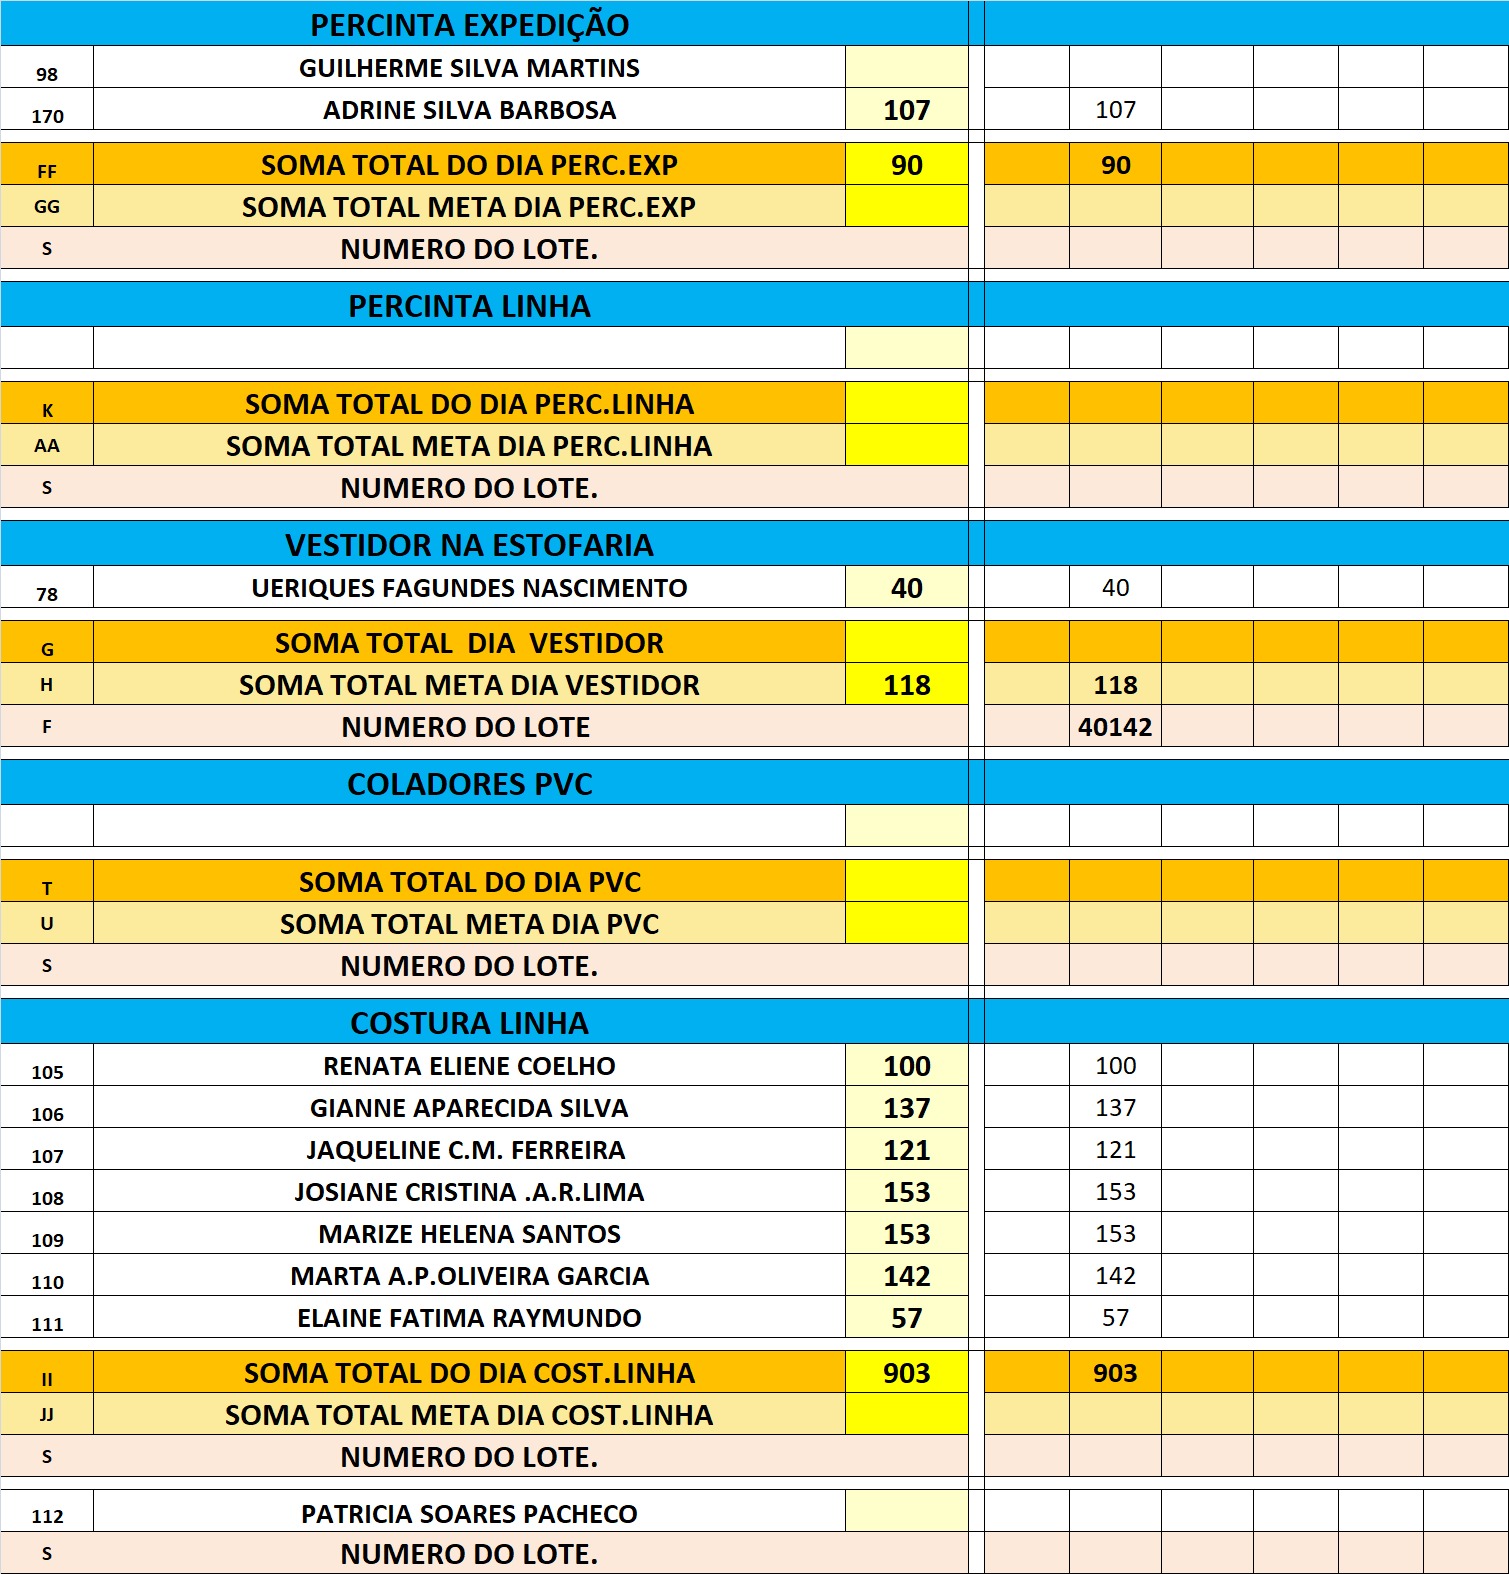 PERCINTA EXPEDIÇÃO
98 GUILHERME SILVA MARTINS
170 ADRINE SILVA BARBOSA 107 107
FF SOMA TOTAL DO DIA PERC.EXP 90 90
GG SOMA TOTAL META DIA PERC.EXP
S NUMERO DO LOTE.
PERCINTA LINHA
K SOMA TOTAL DO DIA PERC.LINHA
AA SOMA TOTAL META DIA PERC.LINHA
S NUMERO DO LOTE.
VESTIDOR NA ESTOFARIA
78 UERIQUES FAGUNDES NASCIMENTO 40 40
G SOMA TOTAL DIA VESTIDOR
H SOMA TOTAL META DIA VESTIDOR 118 118
F NUMERO DO LOTE 40142
COLADORES PVC
T SOMA TOTAL DO DIA PVC
U SOMA TOTAL META DIA PVC
S NUMERO DO LOTE.
COSTURA LINHA
105 RENATA ELIENE COELHO 100 100
106 GIANNE APARECIDA SILVA 137 137
107 JAQUELINE C.M. FERREIRA 121 121
108 JOSIANE CRISTINA .A.R.LIMA 153 153
109 MARIZE HELENA SANTOS 153 153
110 MARTA A.P.OLIVEIRA GARCIA 142 142
111 ELAINE FATIMA RAYMUNDO 57 57
II SOMA TOTAL DO DIA COST.LINHA 903 903
JJ SOMA TOTAL META DIA COST.LINHA
S NUMERO DO LOTE.
112 PATRICIA SOARES PACHECO
S NUMERO DO LOTE.